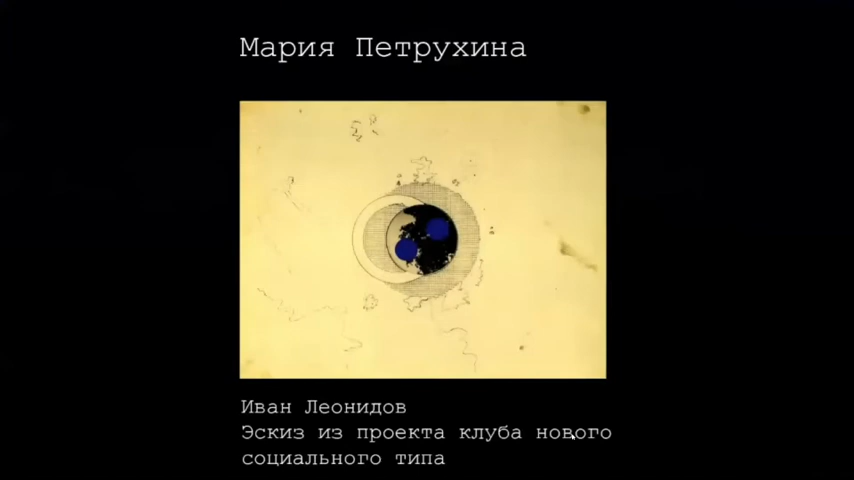 Мария Петрухина
Иван Леонидов
Эскиз из проекта клуба нового
социального типа